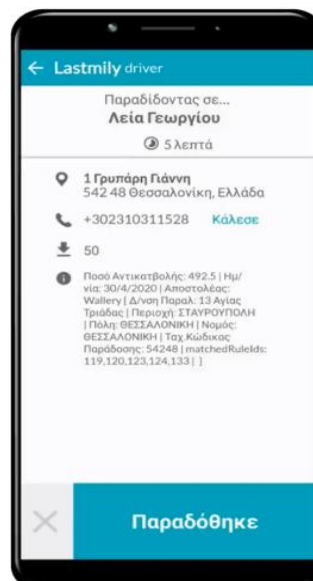 Lastmily driver
Παραδίδοντας σε...
Λεία Γεωργίου
5 λεπτά
1 Γρυπάρη Γιάννη
542 48 Θεσσαλονίκη, Ελλάδα
+302310311528 Κάλεσε
50
Ποσό Αντικατβολής: 492.5 | Ημ/
νία: 30/4/2020 | Αποστολέας:
Wallery | Δ/νση Παραλ: 13 Αγίας
Τριάδας | Περιοχή: ΣΤΑΥΡΟΥΠΟΛΗ
| Πόλη: ΘΕΣΣΑΛΟΝΙΚΗ | Νομός:
ΘΕΣΣΑΛΟΝΙΚΗ | Ταχ.Κώδικας
Παράδοσης: 54248 | matchedRuleIds:
119,120,123,124,133 [ ]
Παραδόθηκε